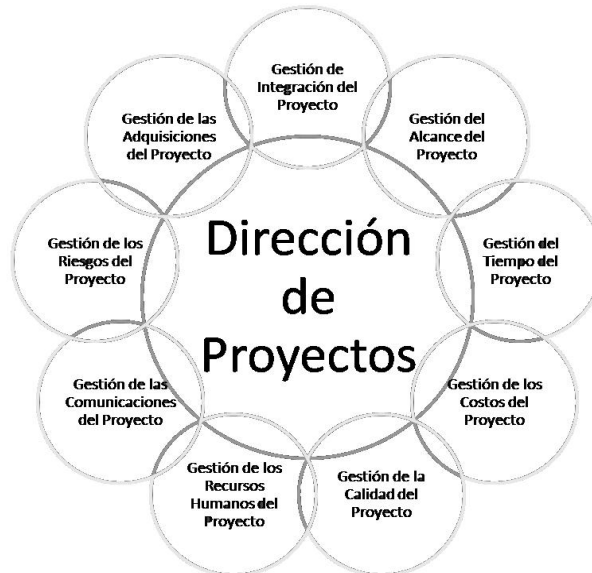 Gestión de
Integración del
Proyecto
Gestión del
Alcance del
Proyecto
Gestión del
Tiempo del
Proyecto
Gestión de los
Costos del
Proyecto
Gestión de la
Calidad del
Proyecto
Gestión de los
Recursos
Humanos del
Proyecto
Gestión de las
Comunicaciones
del Proyecto
Gestión de los
Riesgos del
Proyecto
Gestión de las
Adquisiciones
del Proyecto
Dirección
de
Proyectos